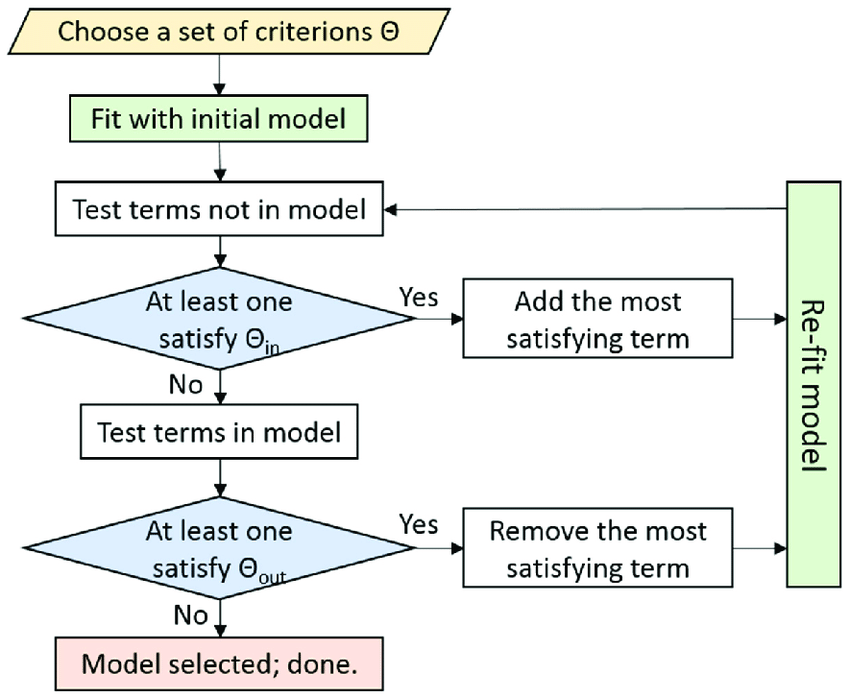 Choose a set of criterions Θ
Fit with initial model
Test terms not in model
At least one
satisfy Θin
Yes
Add the most
satisfying term
Re-fit model
No
Test terms in model
At least one
satisfy Θout
Yes
Remove the most
satisfying term
No
Model selected; done.